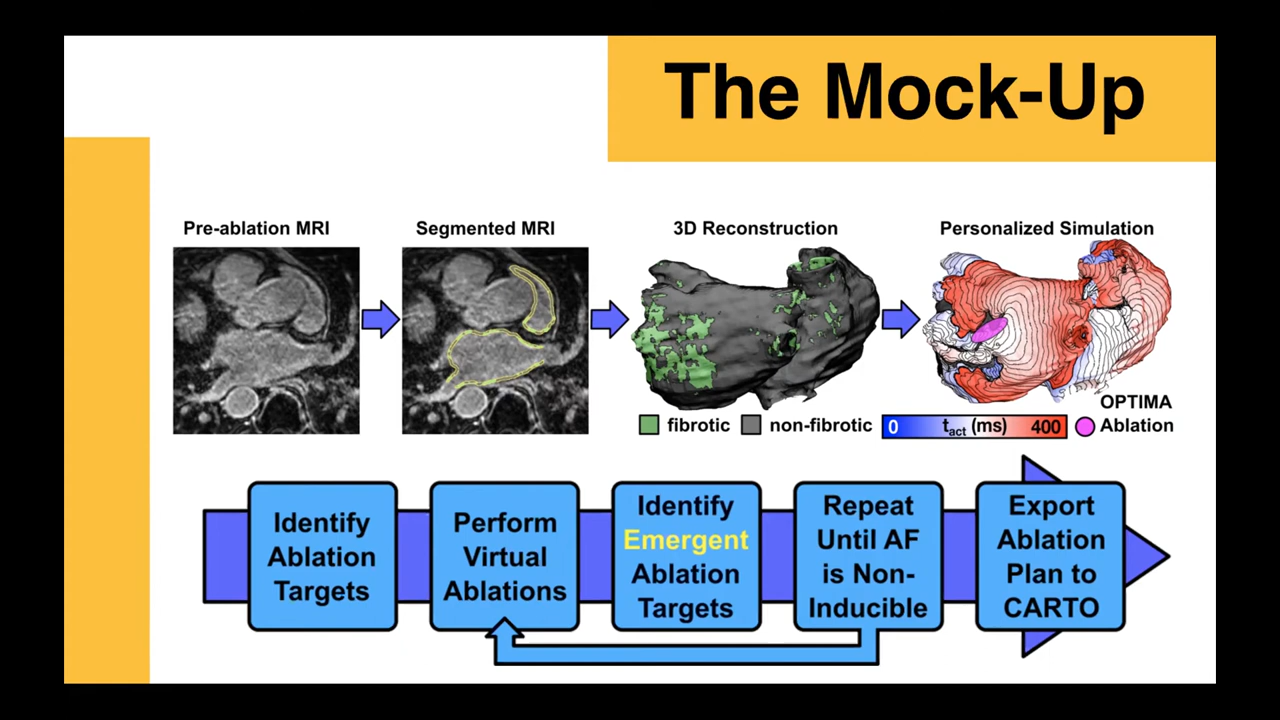 The Mock-Up
Pre-ablation MRI
Segmented MRI
3D Reconstruction
Personalized Simulation
fibrotic
non-fibrotic
0
t_act (ms)
400
OPTIMA
Ablation
Identify
Ablation
Targets
Perform
Virtual
Ablations
Identify
Emergent
Ablation
Targets
Repeat
Until AF
is Non-
Inducible
Export
Ablation
Plan to
CARTO